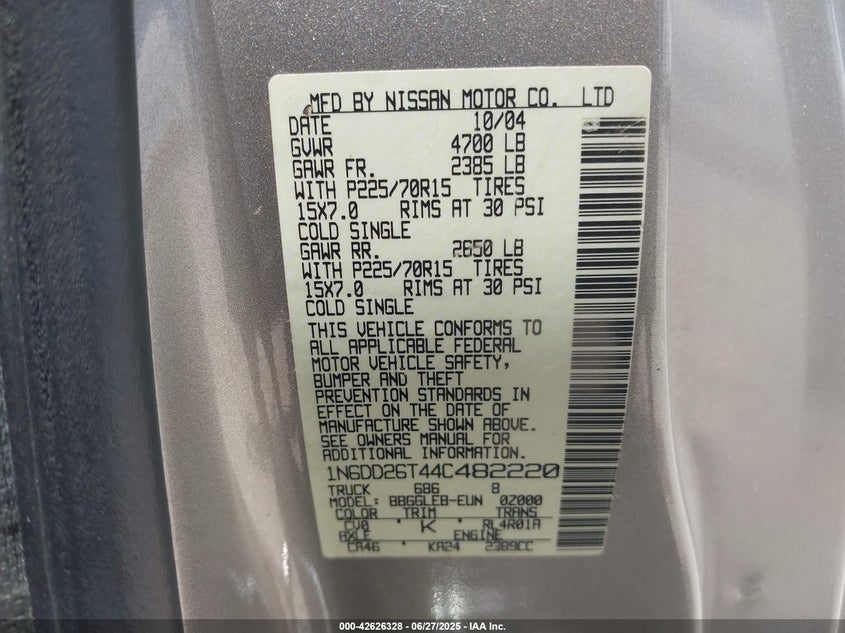 MFD BY NISSAN MOTOR CO. LTD
DATE 10/04
GVWR 4700 LB
GAWR FR. 2385 LB
WITH P225/70R15 TIRES
15X7.0 RIMS AT 30 PSI
COLD SINGLE
GAWR RR. 2650 LB
WITH P225/70R15 TIRES
15X7.0 RIMS AT 30 PSI
COLD SINGLE
THIS VEHICLE CONFORMS TO
ALL APPLICABLE FEDERAL
MOTOR VEHICLE SAFETY,
BUMPER AND THEFT
PREVENTION STANDARDS IN
EFFECT ON THE DATE OF
MANUFACTURE SHOWN ABOVE.
SEE OWNERS MANUAL FOR
ADDITIONAL INFORMATION.
1N6DD26T44C482220
TRUCK 686 8
MODEL: BBGGLEB-EUN 0Z000
COLOR TRIM TRANS
CV0 · K · RL4R01A
AXLE ENGINE
CA46 · KA24 2389CC
000-42626328 - 06/27/2025 - IAA Inc.